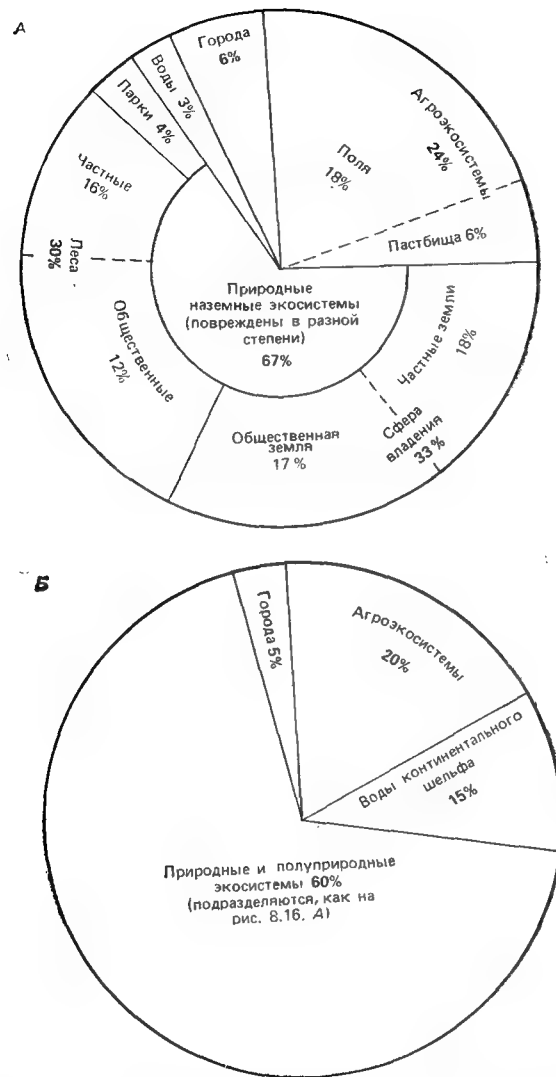 А
Города
6%
Воды 3%
Парки 4%
Частные
16%
Леса
30%
Общественные
12%
Поля
18%
Агроэкосистемы
24%
Пастбища 6%
Природные
наземные экосистемы
(повреждены в разной
степени)
67%
Частные земли
18%
Сфера
владения
33%
Общественная
земля
17 %
Б
Города 5%
Агроэкосистемы
20%
Воды континентального
шельфа
15%
Природные и полуприродные
экосистемы 60%
(подразделяются, как на
рис. 8.16. А)